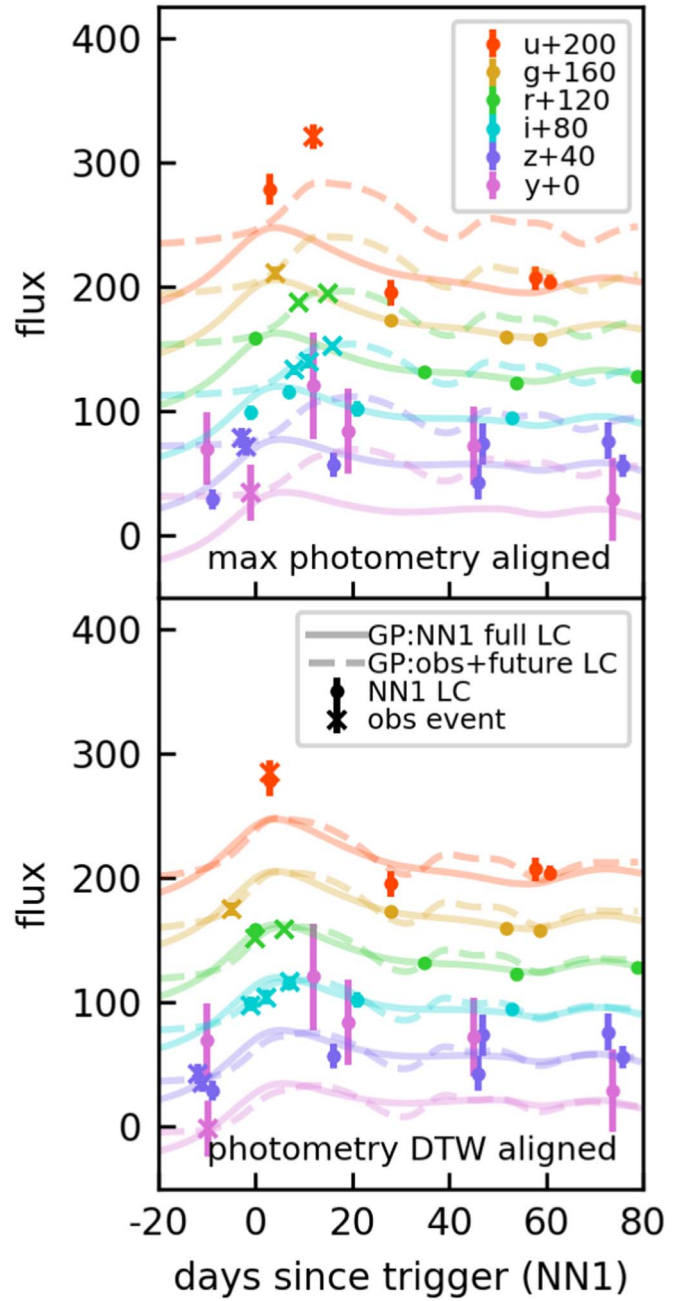 400
300
200
100
0
flux
u+200
g+160
r+120
i+80
z+40
y+0
max photometry aligned
400
300
200
100
0
flux
GP:NN1 full LC
GP:obs+future LC
NN1 LC
obs event
photometry DTW aligned
-20 0 20 40 60 80
days since trigger (NN1)